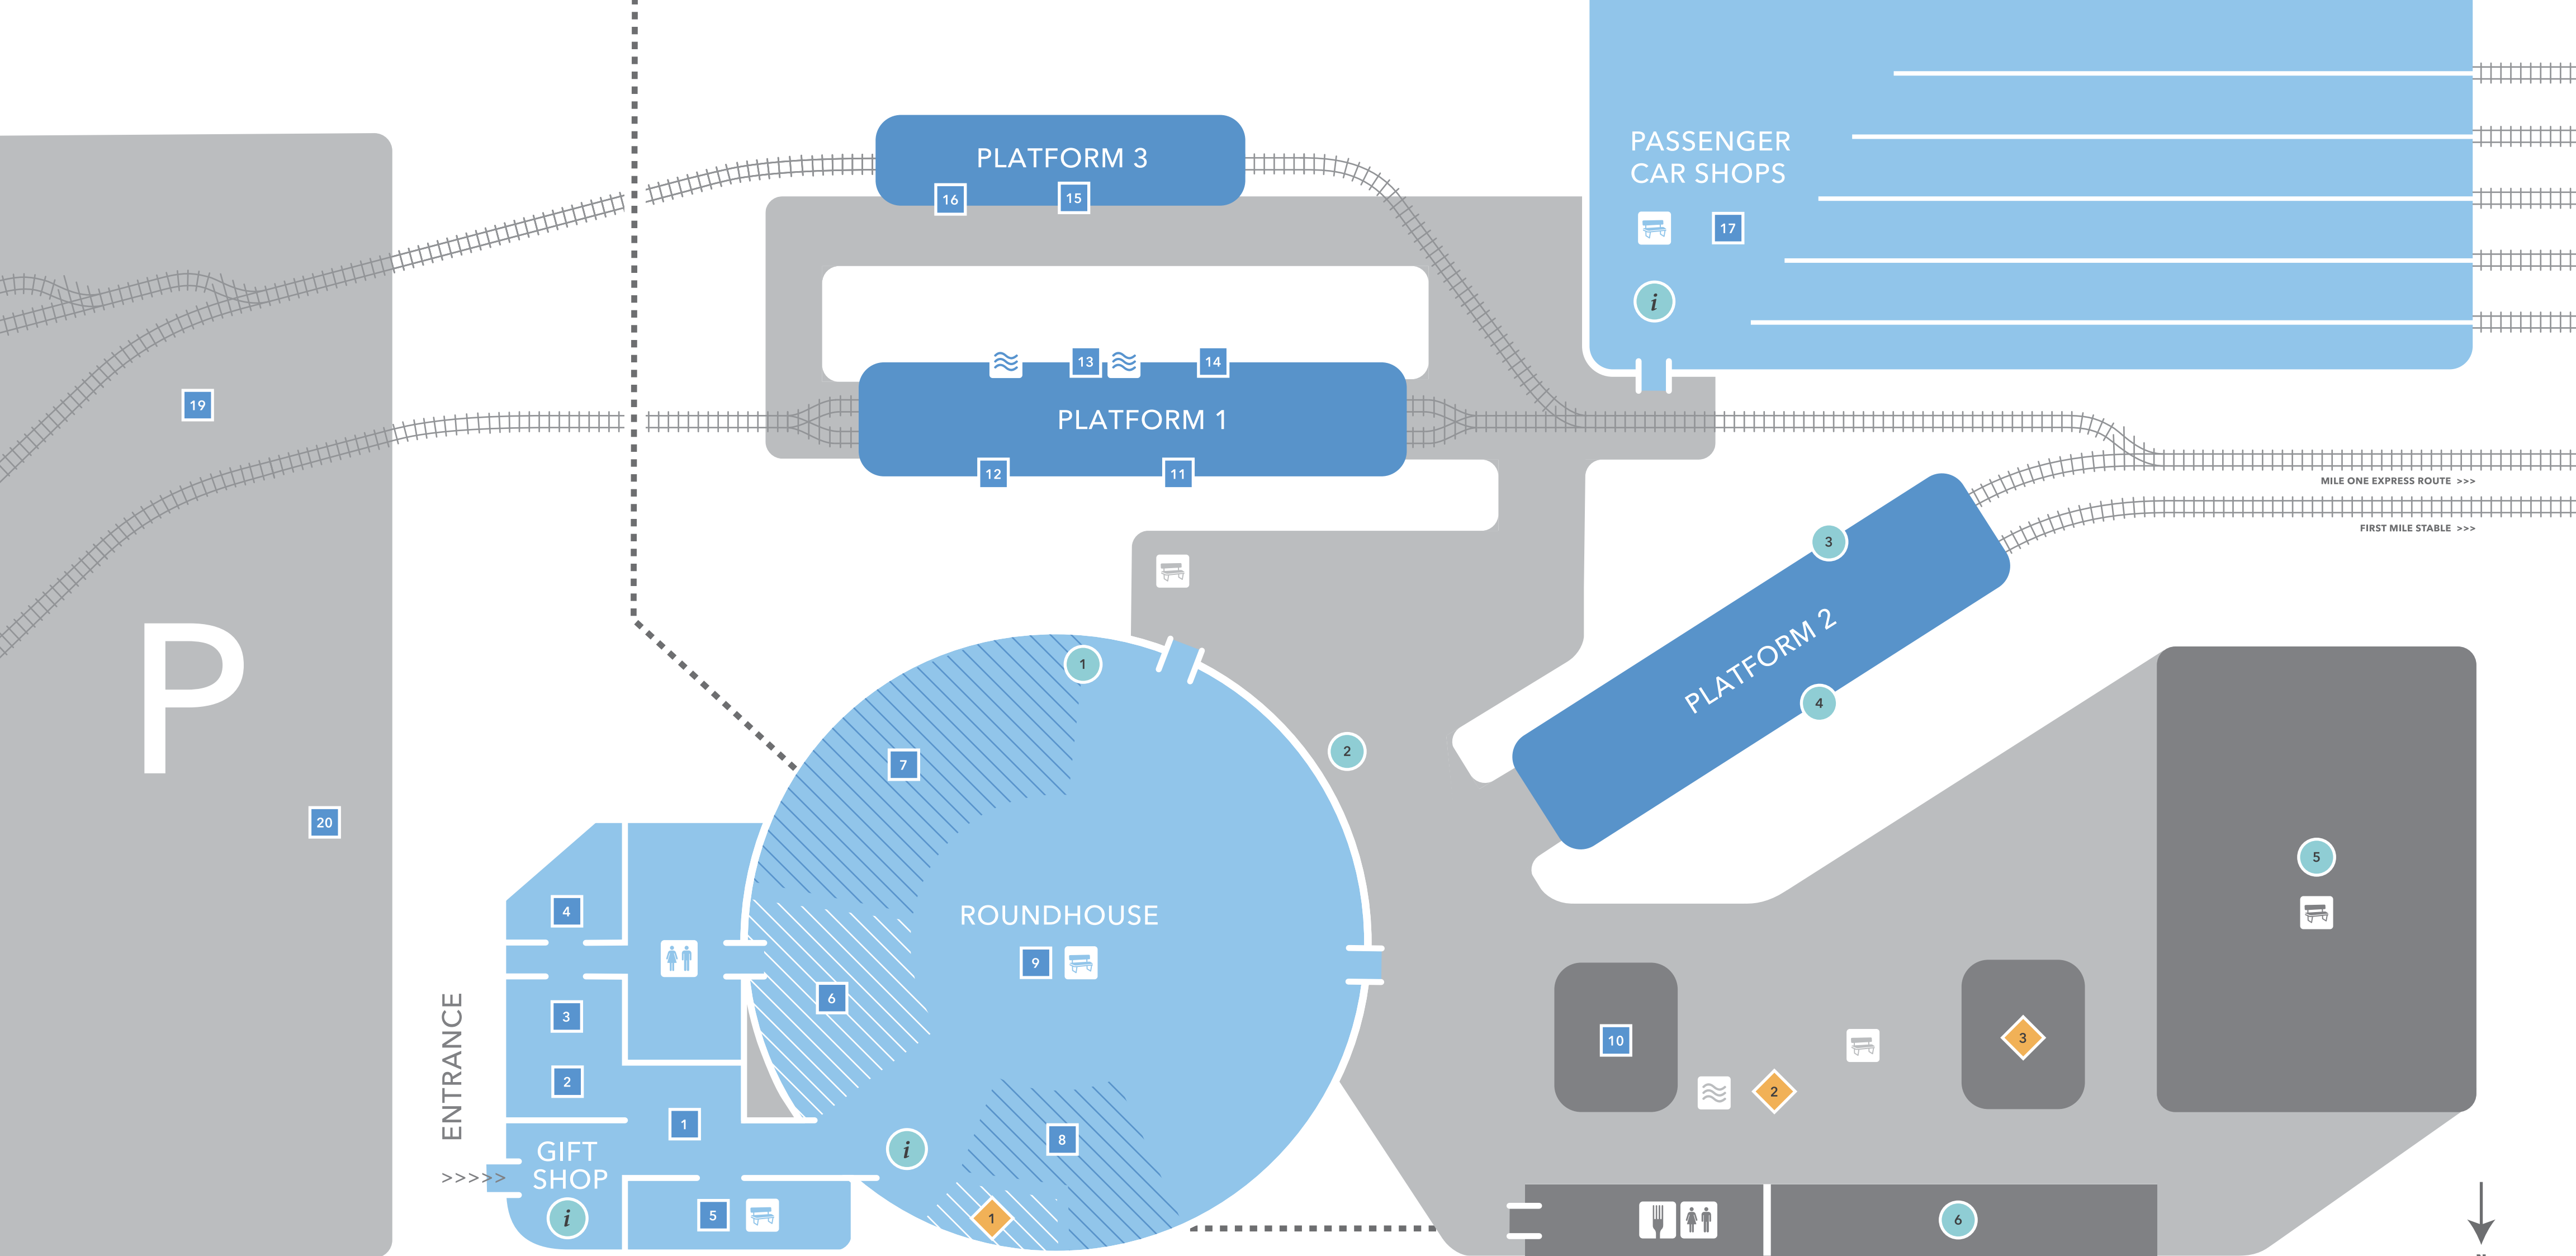 PLATFORM 3
16
15
PASSENGER
CAR SHOPS
17
i
13
14
PLATFORM 1
12
11
19
MILE ONE EXPRESS ROUTE >>>
FIRST MILE STABLE >>>
3
PLATFORM 2
4
P
20
1
7
2
ROUNDHOUSE
9
6
8
i
1
4
3
2
1
ENTRANCE
>>>>>
GIFT
SHOP
i
5
5
10
2
3
6